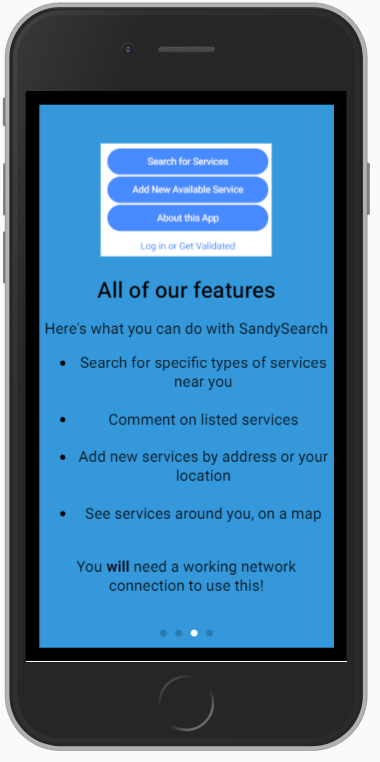 Search for Services
Add New Available Service
About this App
Log in or Get Validated
All of our features
Here's what you can do with SandySearch
• Search for specific types of services
near you
• Comment on listed services
• Add new services by address or your
location
• See services around you, on a map
You will need a working network
connection to use this!